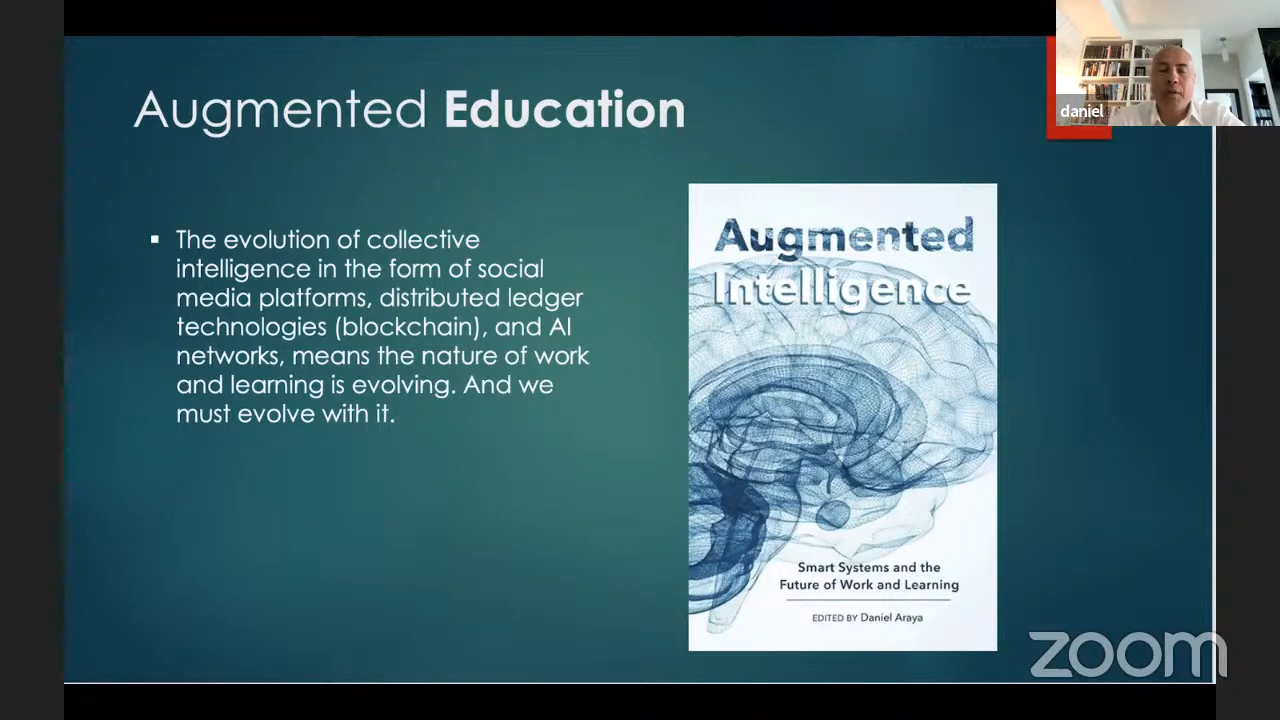 Augmented Education
daniel
▪ The evolution of collective
intelligence in the form of social
media platforms, distributed ledger
technologies (blockchain), and AI
networks, means the nature of work
and learning is evolving. And we
must evolve with it.
Augmented
Intelligence
Smart Systems and the
Future of Work and Learning
EDITED BY Daniel Araya
zoom